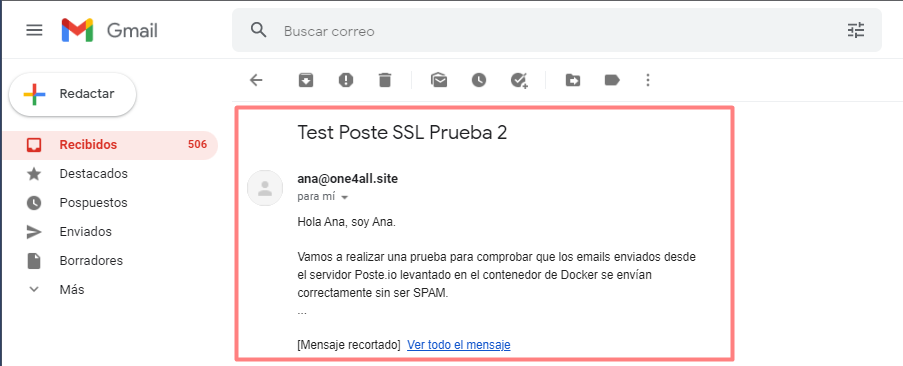 Gmail
Buscar correo
Redactar
Recibidos 506
Destacados
Pospuestos
Enviados
Borradores
Más
Test Poste SSL Prueba 2
ana@one4all.site
para mí
Hola Ana, soy Ana.
Vamos a realizar una prueba para comprobar que los emails enviados desde
el servidor Poste.io levantado en el contenedor de Docker se envían
correctamente sin ser SPAM.
...
[Mensaje recortado] Ver todo el mensaje